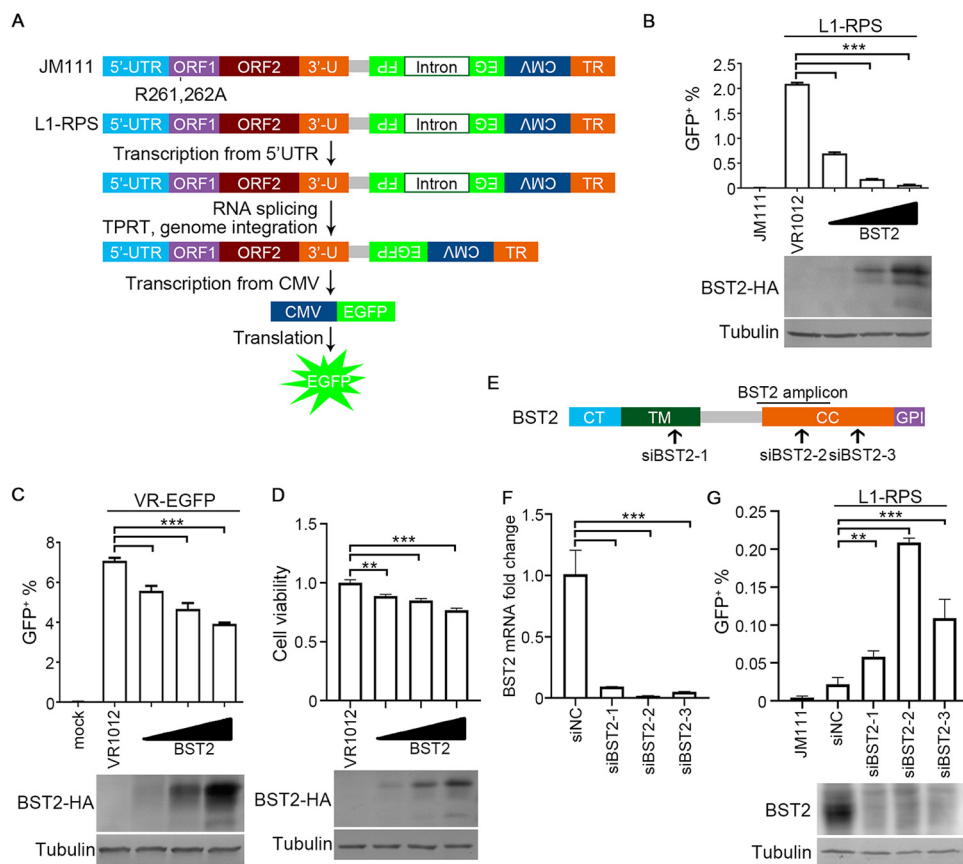 A
JM111
5'-UTR ORF1 ORF2 3'-U FP Intron EG CMV TR
R261,262A
L1-RPS
5'-UTR ORF1 ORF2 3'-U FP Intron EG CMV TR
Transcription from 5'UTR
5'-UTR ORF1 ORF2 3'-U FP Intron EG CMV TR
RNA splicing
TPRT, genome integration
5'-UTR ORF1 ORF2 3'-U EGFP CMV TR
Transcription from CMV
CMV EGFP
Translation
EGFP
B
L1-RPS
***
GFP+ %
2.5
2.0
1.5
1.0
0.5
0
JM111
VR1012
BST2
BST2-HA
Tubulin
E
BST2 amplicon
BST2
CT TM CC GPI
siBST2-1 siBST2-2 siBST2-3
C
VR-EGFP
***
GFP+ %
8
6
4
2
0
mock
VR1012
BST2
BST2-HA
Tubulin
D
***
**
Cell viability
1.5
1.0
0.5
0
VR1012
BST2
BST2-HA
Tubulin
F
***
BST2 mRNA fold change
1.5
1.0
0.5
0
siNC
siBST2-1
siBST2-2
siBST2-3
G
L1-RPS
***
**
GFP+ %
0.25
0.20
0.15
0.10
0.05
0
JM111
siNC
siBST2-1
siBST2-2
siBST2-3
BST2
Tubulin